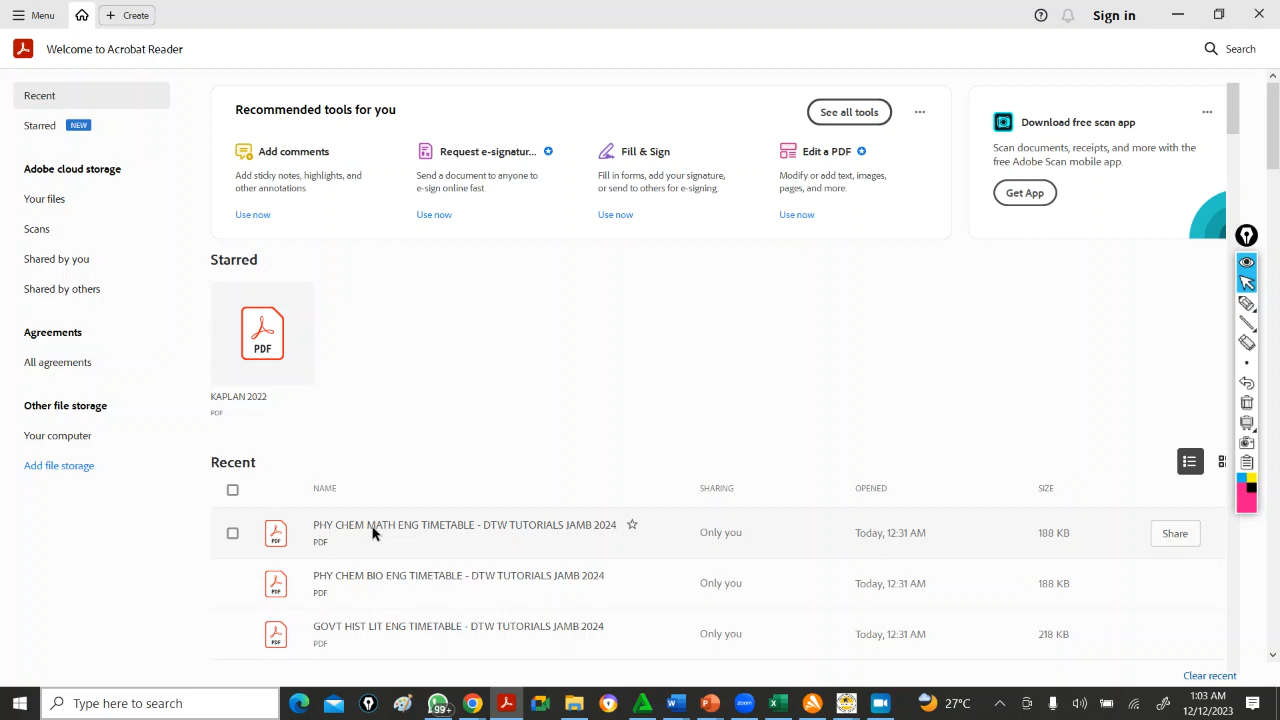 Menu
Create
Sign in
Welcome to Acrobat Reader
Search
Recent
Starred NEW
Adobe cloud storage
Your files
Scans
Shared by you
Shared by others
Agreements
All agreements
Other file storage
Your computer
Add file storage
Recommended tools for you
See all tools
Add comments
Add sticky notes, highlights, and
other annotations.
Use now
Request e-signatur...
Send a document to anyone to
e-sign online fast.
Use now
Fill & Sign
Fill in forms, add your signature,
or send to others for e-signing.
Use now
Edit a PDF
Modify or add text, images,
pages, and more.
Use now
Download free scan app
Scan documents, receipts, and more with the
free Adobe Scan mobile app.
Get App
Starred
PDF
KAPLAN 2022
PDF
Recent
NAME SHARING OPENED SIZE
PHY CHEM MATH ENG TIMETABLE - DTW TUTORIALS JAMB 2024
PDF
Only you Today, 12:31 AM 188 KB Share
PHY CHEM BIO ENG TIMETABLE - DTW TUTORIALS JAMB 2024
PDF
Only you Today, 12:31 AM 188 KB
GOVT HIST LIT ENG TIMETABLE - DTW TUTORIALS JAMB 2024
PDF
Only you Today, 12:31 AM 218 KB
Clear recent
Type here to search
99+
zoom
27°C
1:03 AM
12/12/2023